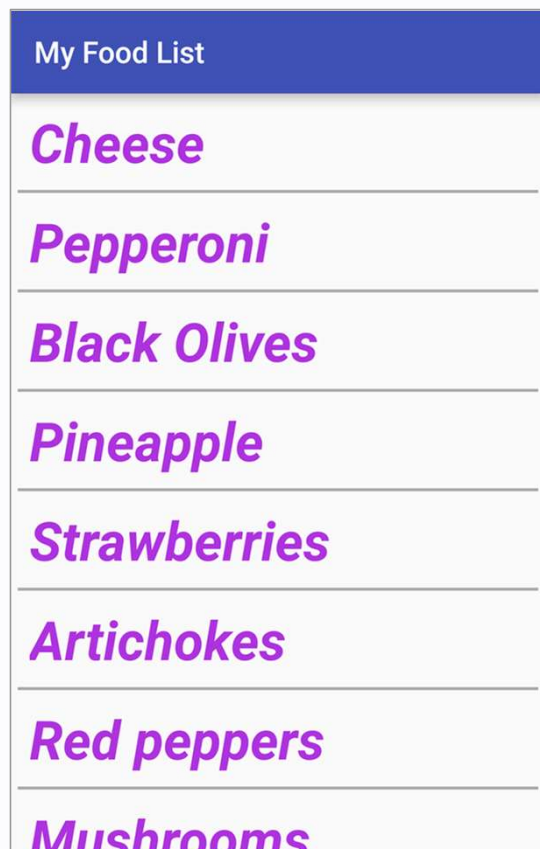 My Food List
Cheese
Pepperoni
Black Olives
Pineapple
Strawberries
Artichokes
Red peppers
Mushrooms